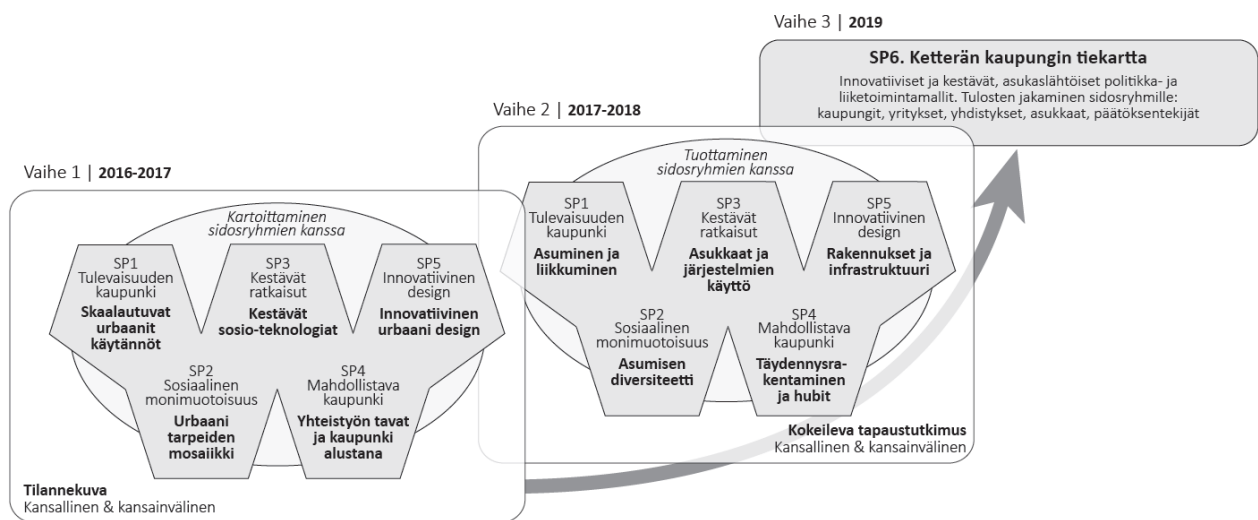 Vaihe 3 | 2019
SP6. Ketterän kaupungin tiekartta
Innovatiiviset ja kestävät, asukaslähtöiset politikka- ja
liiketoimintamallit. Tulosten jakaminen sidosryhmille:
kaupungit, yritykset, yhdistykset, asukkaat, päätöksentekijät
Vaihe 2 | 2017-2018
Tuottaminen
sidosryhmien kanssa
SP1
Tulevaisuuden
kaupunki
Asuminen ja
liikkuminen
SP3
Kestävät
ratkaisut
Asukkaat ja
järjestelmien
käyttö
SP5
Innovatiivinen
design
Rakennukset ja
infrastruktuuri
SP2
Sosiaalinen
monimuotoisuus
Asumisen
diversiteetti
SP4
Mahdollistava
kaupunki
Täydennysra-
kentaminen
ja hubit
Kokeileva tapaustutkimus
Kansallinen & kansainvälinen
Vaihe 1 | 2016-2017
Kartoittaminen
sidosryhmien kanssa
SP1
Tulevaisuuden
kaupunki
Skaalautuvat
urbaanit
käytännöt
SP3
Kestävät
ratkaisut
Kestävät
sosio-teknologiat
SP5
Innovatiivinen
design
Innovatiivinen
urbaani design
SP2
Sosiaalinen
monimuotoisuus
Urbaani
tarpeiden
mosaiikki
SP4
Mahdollistava
kaupunki
Yhteistyön tavat
ja kaupunki
alustana
Tilannekuva
Kansallinen & kansainvälinen